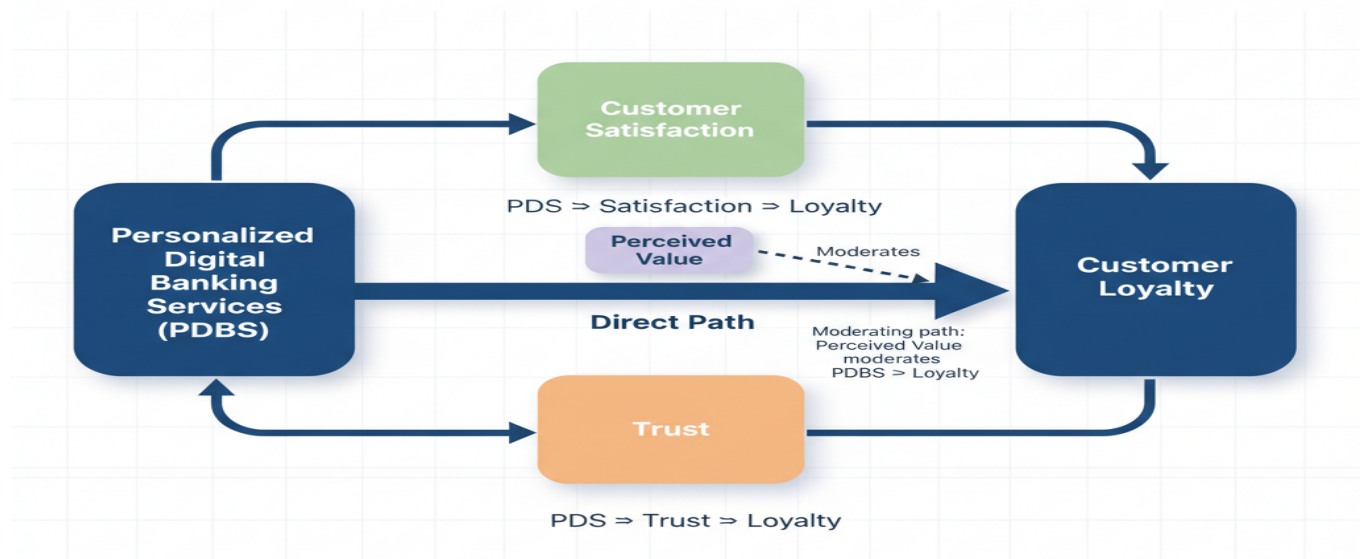 Customer
Satisfaction
PDS ⇒ Satisfaction > Loyalty
Personalized
Digital
Banking
Services
(PDBS)
Perceived
Value
Moderates
Customer
Loyalty
Direct Path
Moderating path:
Perceived Value
moderates
PDBS > Loyalty
Trust
PDS ⇒ Trust > Loyalty